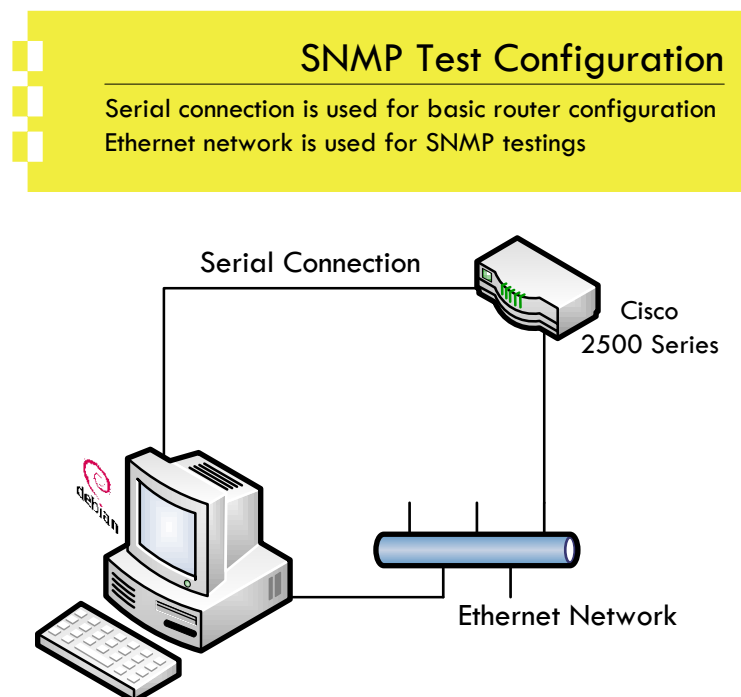 SNMP Test Configuration
Serial connection is used for basic router configuration
Ethernet network is used for SNMP testings
Serial Connection
Cisco
2500 Series
debian
Ethernet Network